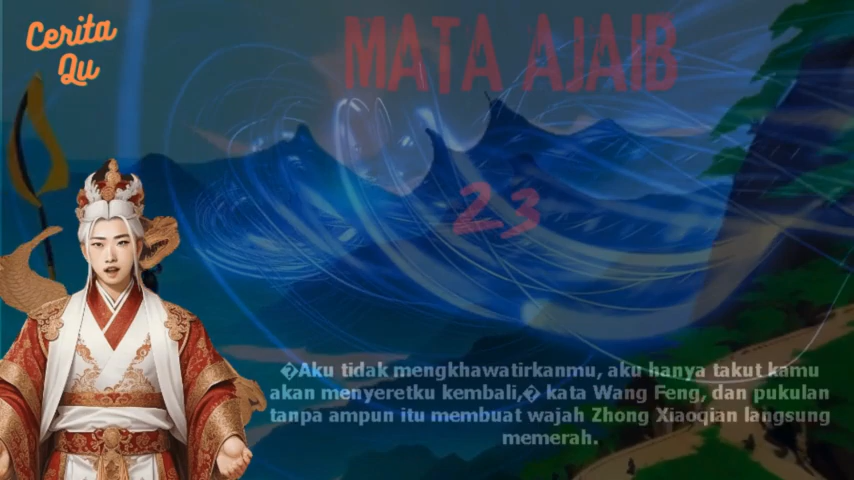 Cerita
Qu
MATA AJAIB
23
�Aku tidak mengkhawatirkanmu, aku hanya takut kamu
akan menyeretku kembali,� kata Wang Feng, dan pukulan
tanpa ampun itu membuat wajah Zhong Xiaoqian langsung
memerah.